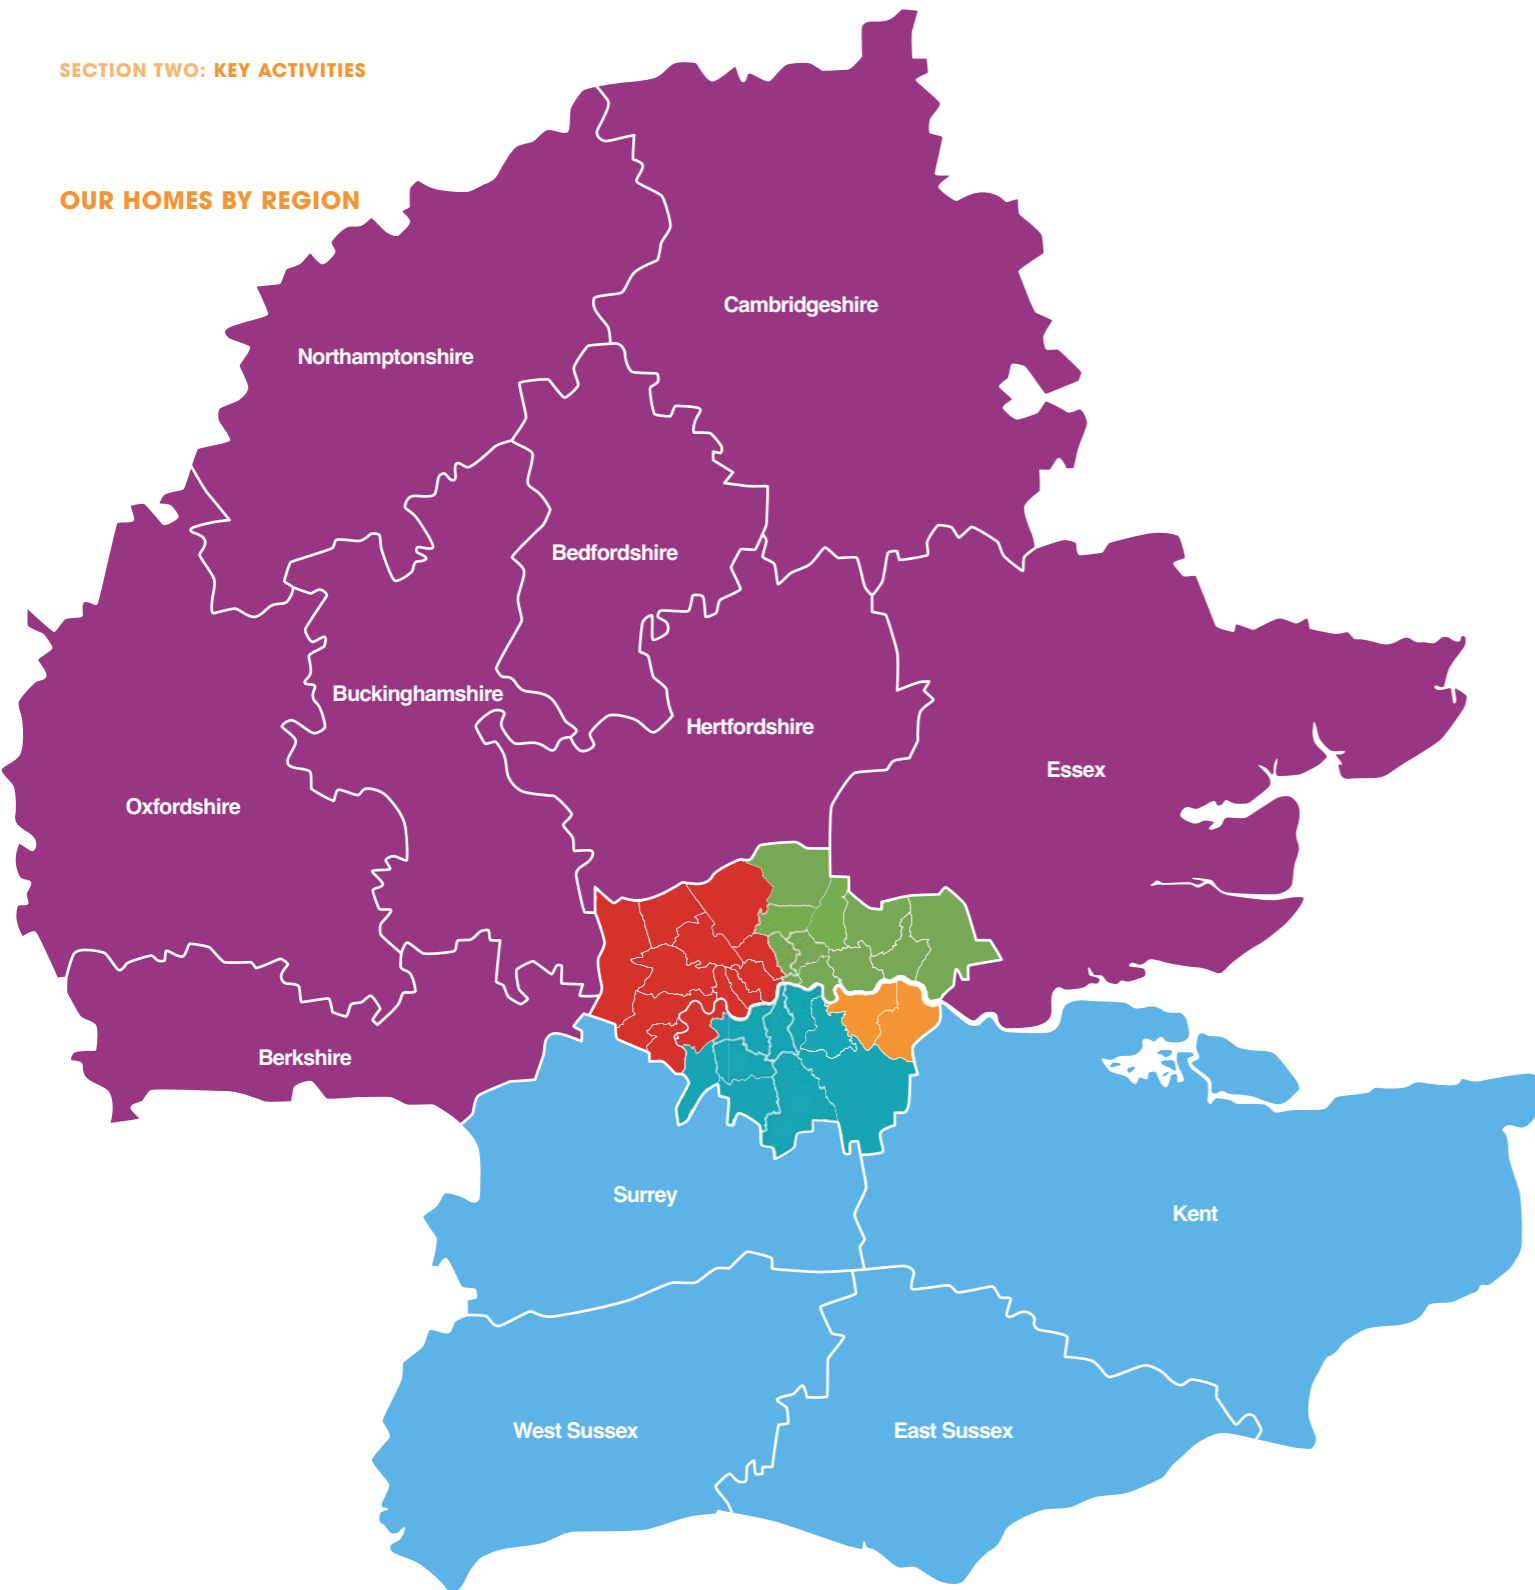 SECTION TWO: KEY ACTIVITIES
OUR HOMES BY REGION
Cambridgeshire
Northamptonshire
Bedfordshire
Buckinghamshire
Hertfordshire
Essex
Oxfordshire
Berkshire
Surrey
Kent
West Sussex
East Sussex